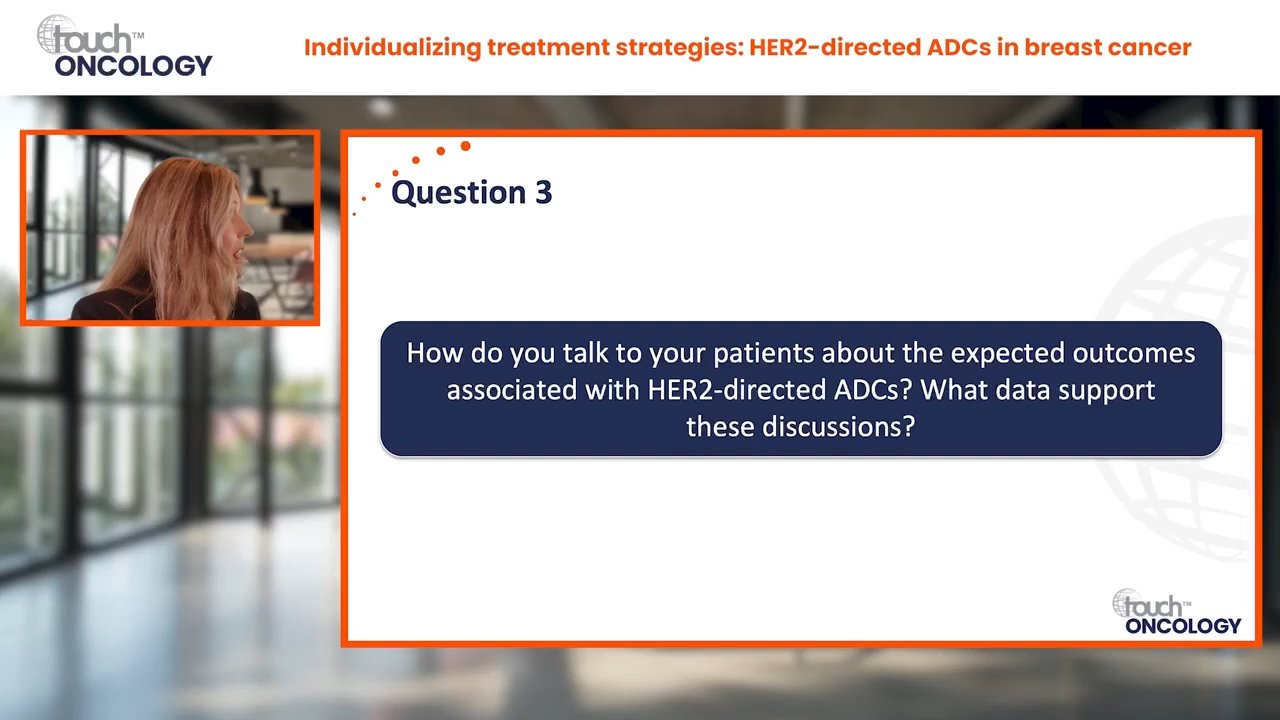 touch™
ONCOLOGY
Individualizing treatment strategies: HER2-directed ADCs in breast cancer
Question 3
How do you talk to your patients about the expected outcomes
associated with HER2-directed ADCs? What data support
these discussions?
touch™
ONCOLOGY